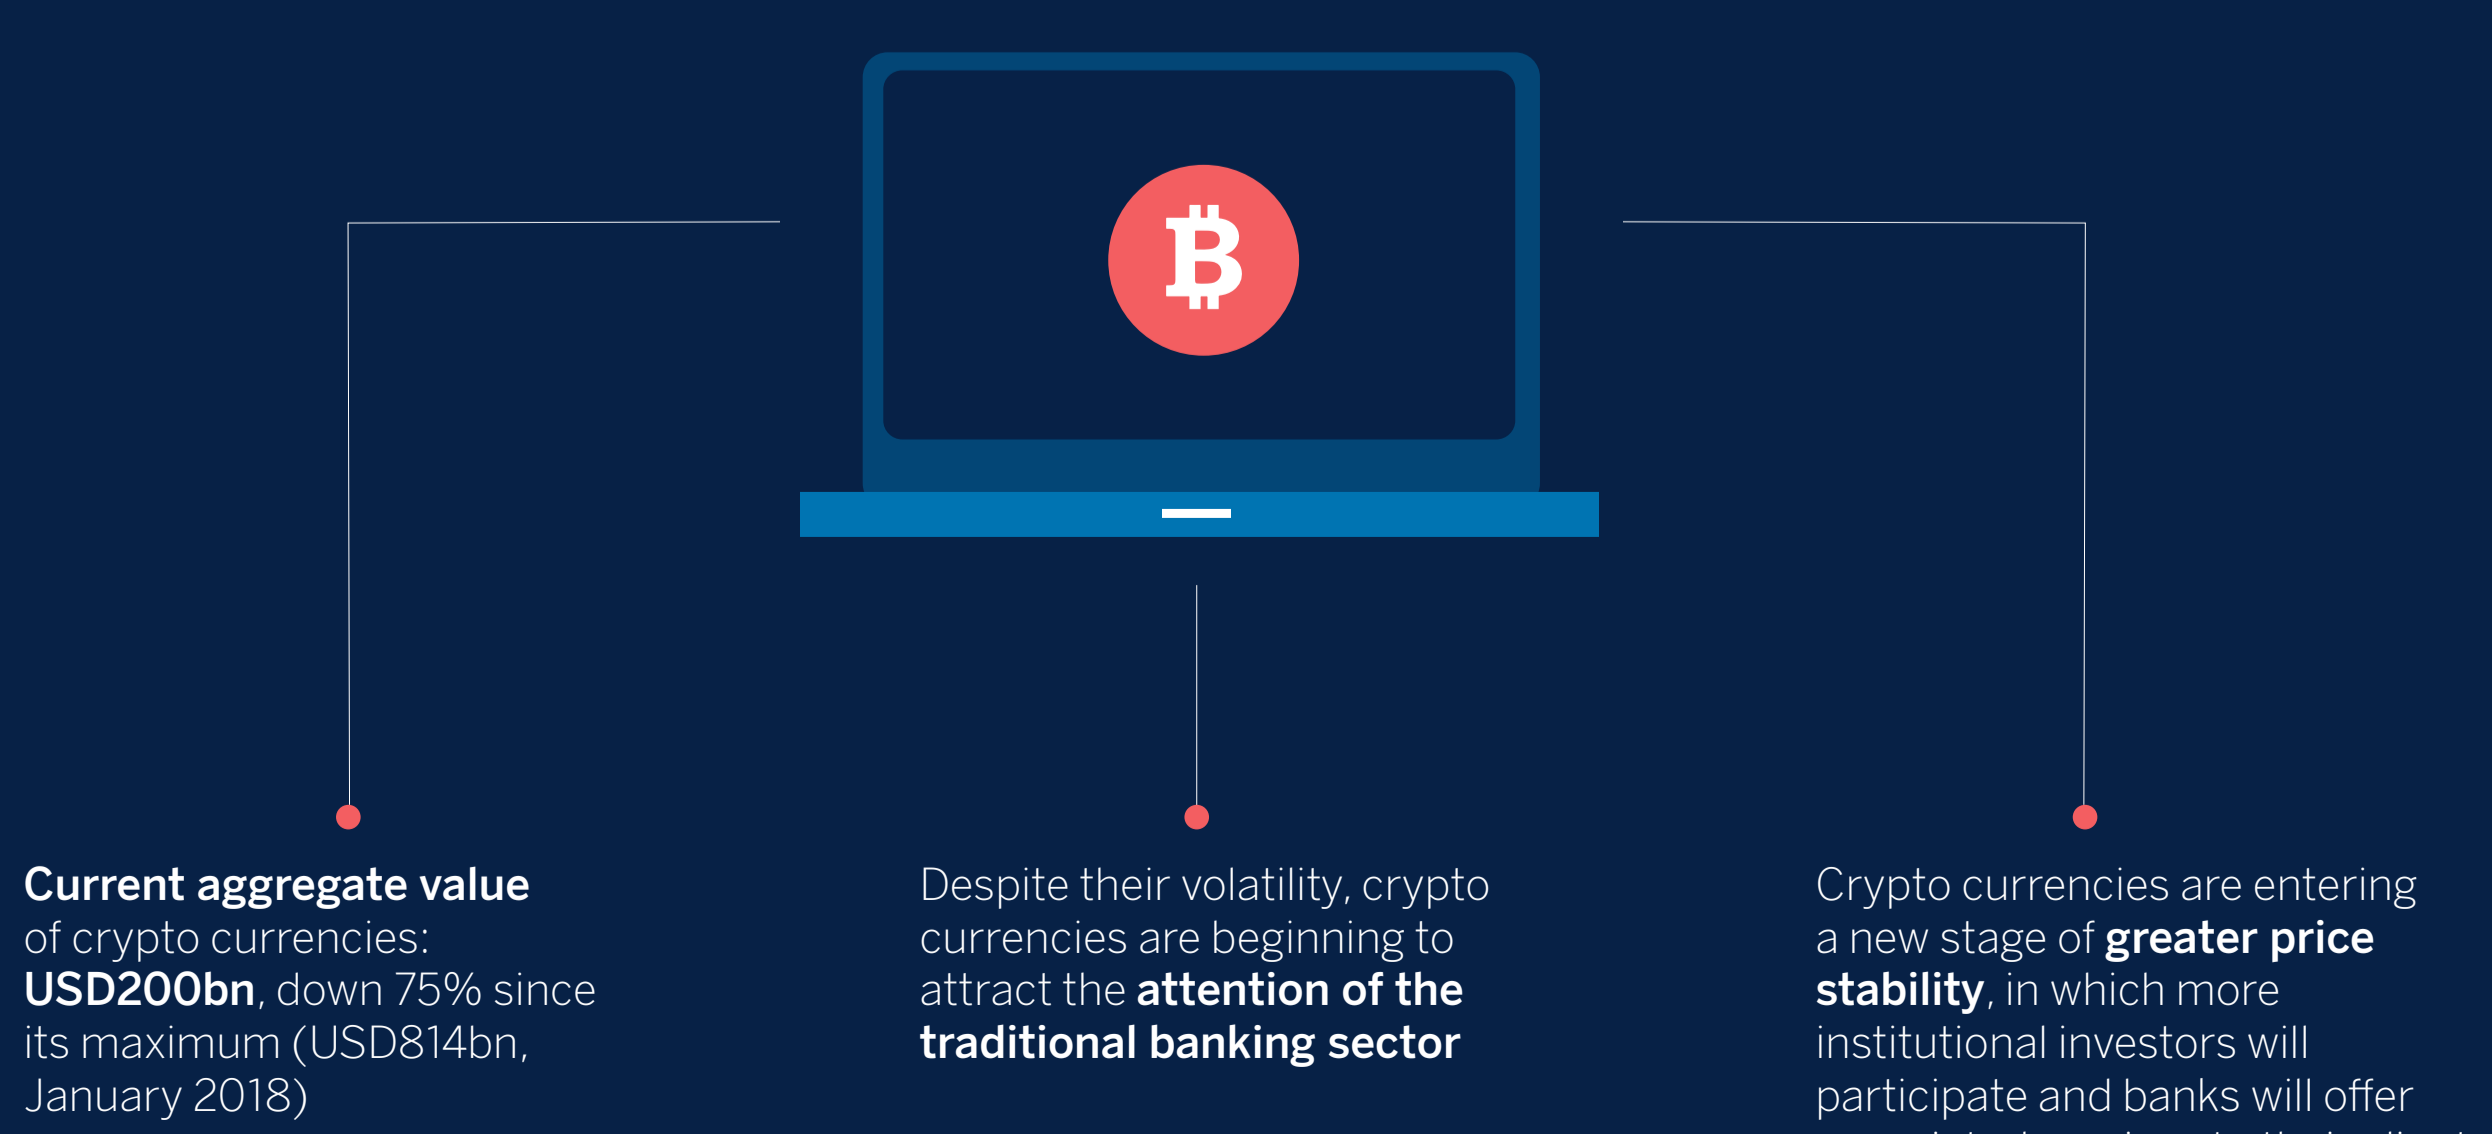 Current aggregate value
of crypto currencies:
USD200bn, down 75% since
its maximum (USD814bn,
January 2018)
Despite their volatility, crypto
currencies are beginning to
attract the attention of the
traditional banking sector
Crypto currencies are entering
a new stage of greater price
stability, in which more
institutional investors will
participate and banks will offer